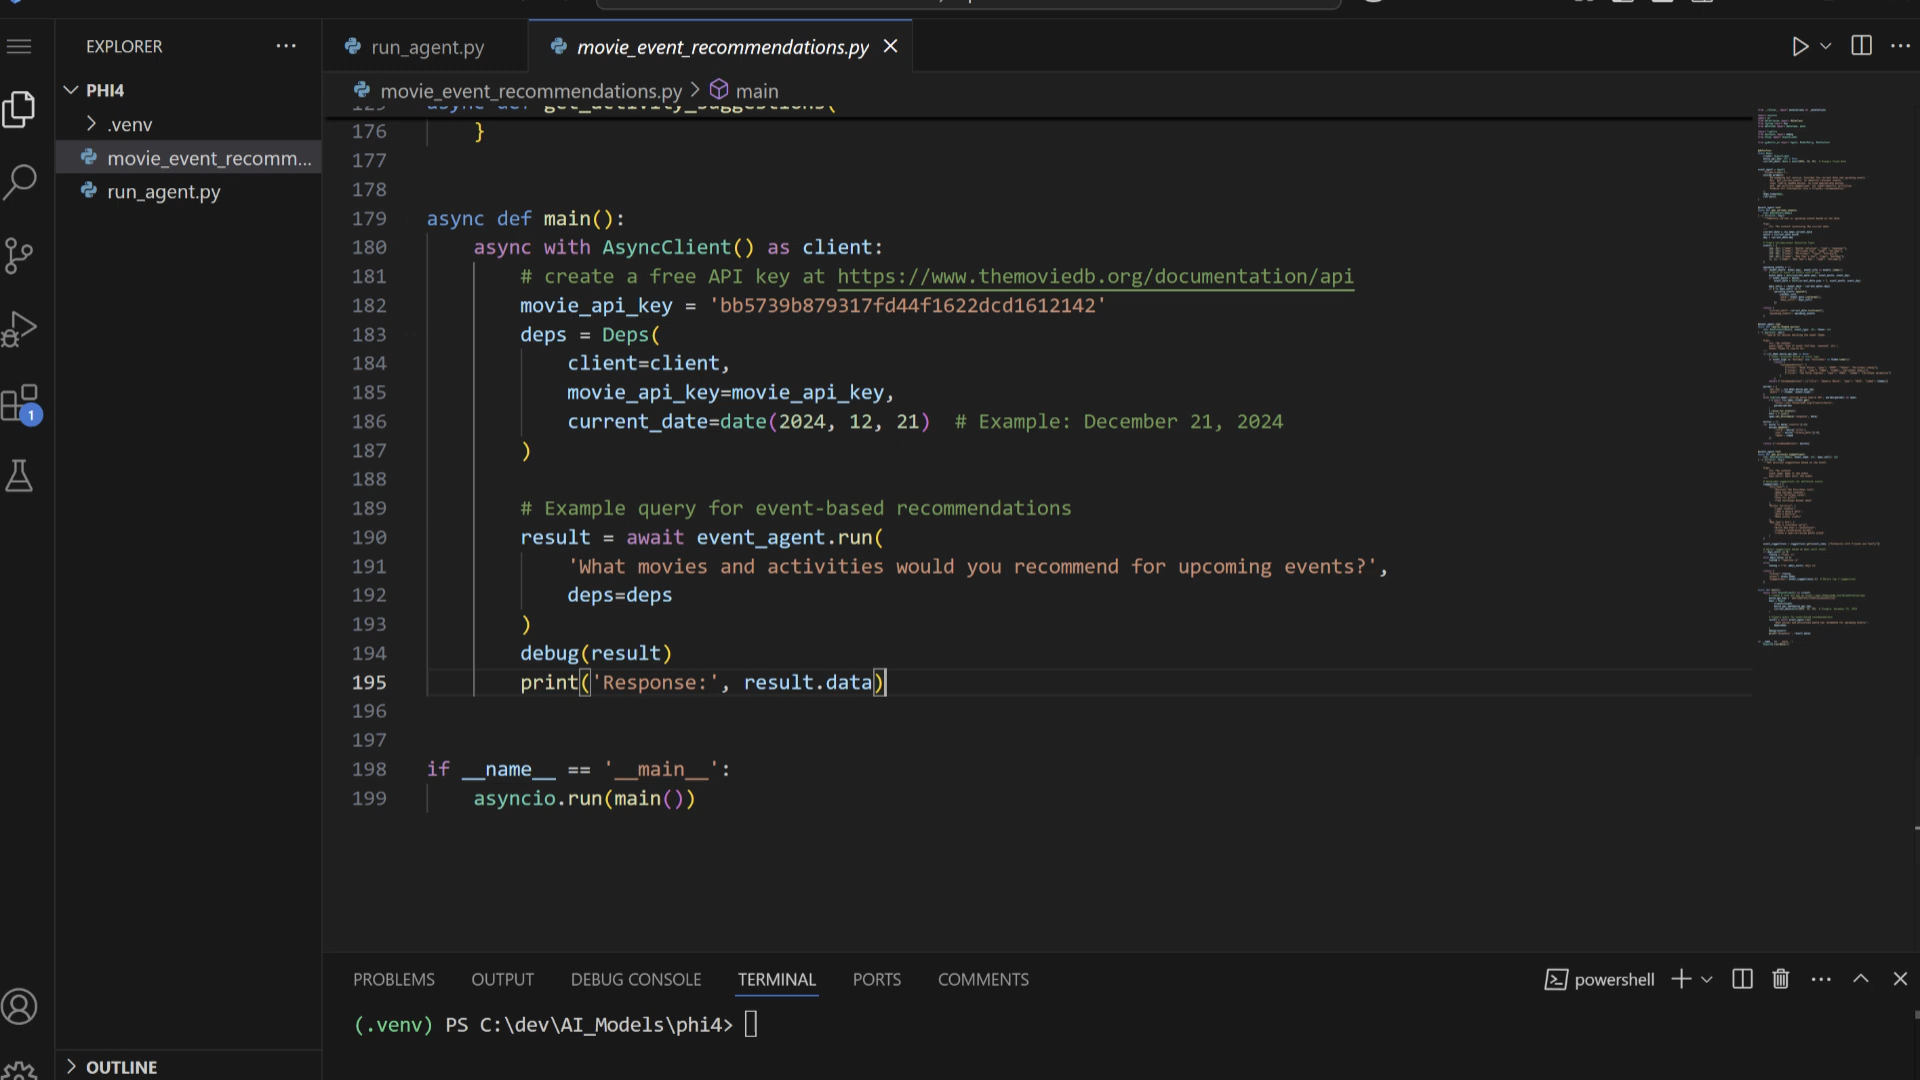 EXPLORER
PHI4
.venv
movie_event_recomm...
run_agent.py
OUTLINE
run_agent.py
movie_event_recommendations.py
movie_event_recommendations.py > main
129 async def get_activity_suggestions(
176 }
177
178
179 async def main():
180 async with AsyncClient() as client:
181 # create a free API key at https://www.themoviedb.org/documentation/api
182 movie_api_key = 'bb5739b879317fd44f1622dcd1612142'
183 deps = Deps(
184 client=client,
185 movie_api_key=movie_api_key,
186 current_date=date(2024, 12, 21) # Example: December 21, 2024
187 )
188
189 # Example query for event-based recommendations
190 result = await event_agent.run(
191 'What movies and activities would you recommend for upcoming events?',
192 deps=deps
193 )
194 debug(result)
195 print('Response:', result.data)
196
197
198 if __name__ == '__main__':
199 asyncio.run(main())
PROBLEMS OUTPUT DEBUG CONSOLE TERMINAL PORTS COMMENTS
powershell
(.venv) PS C:\dev\AI_Models\phi4>
1